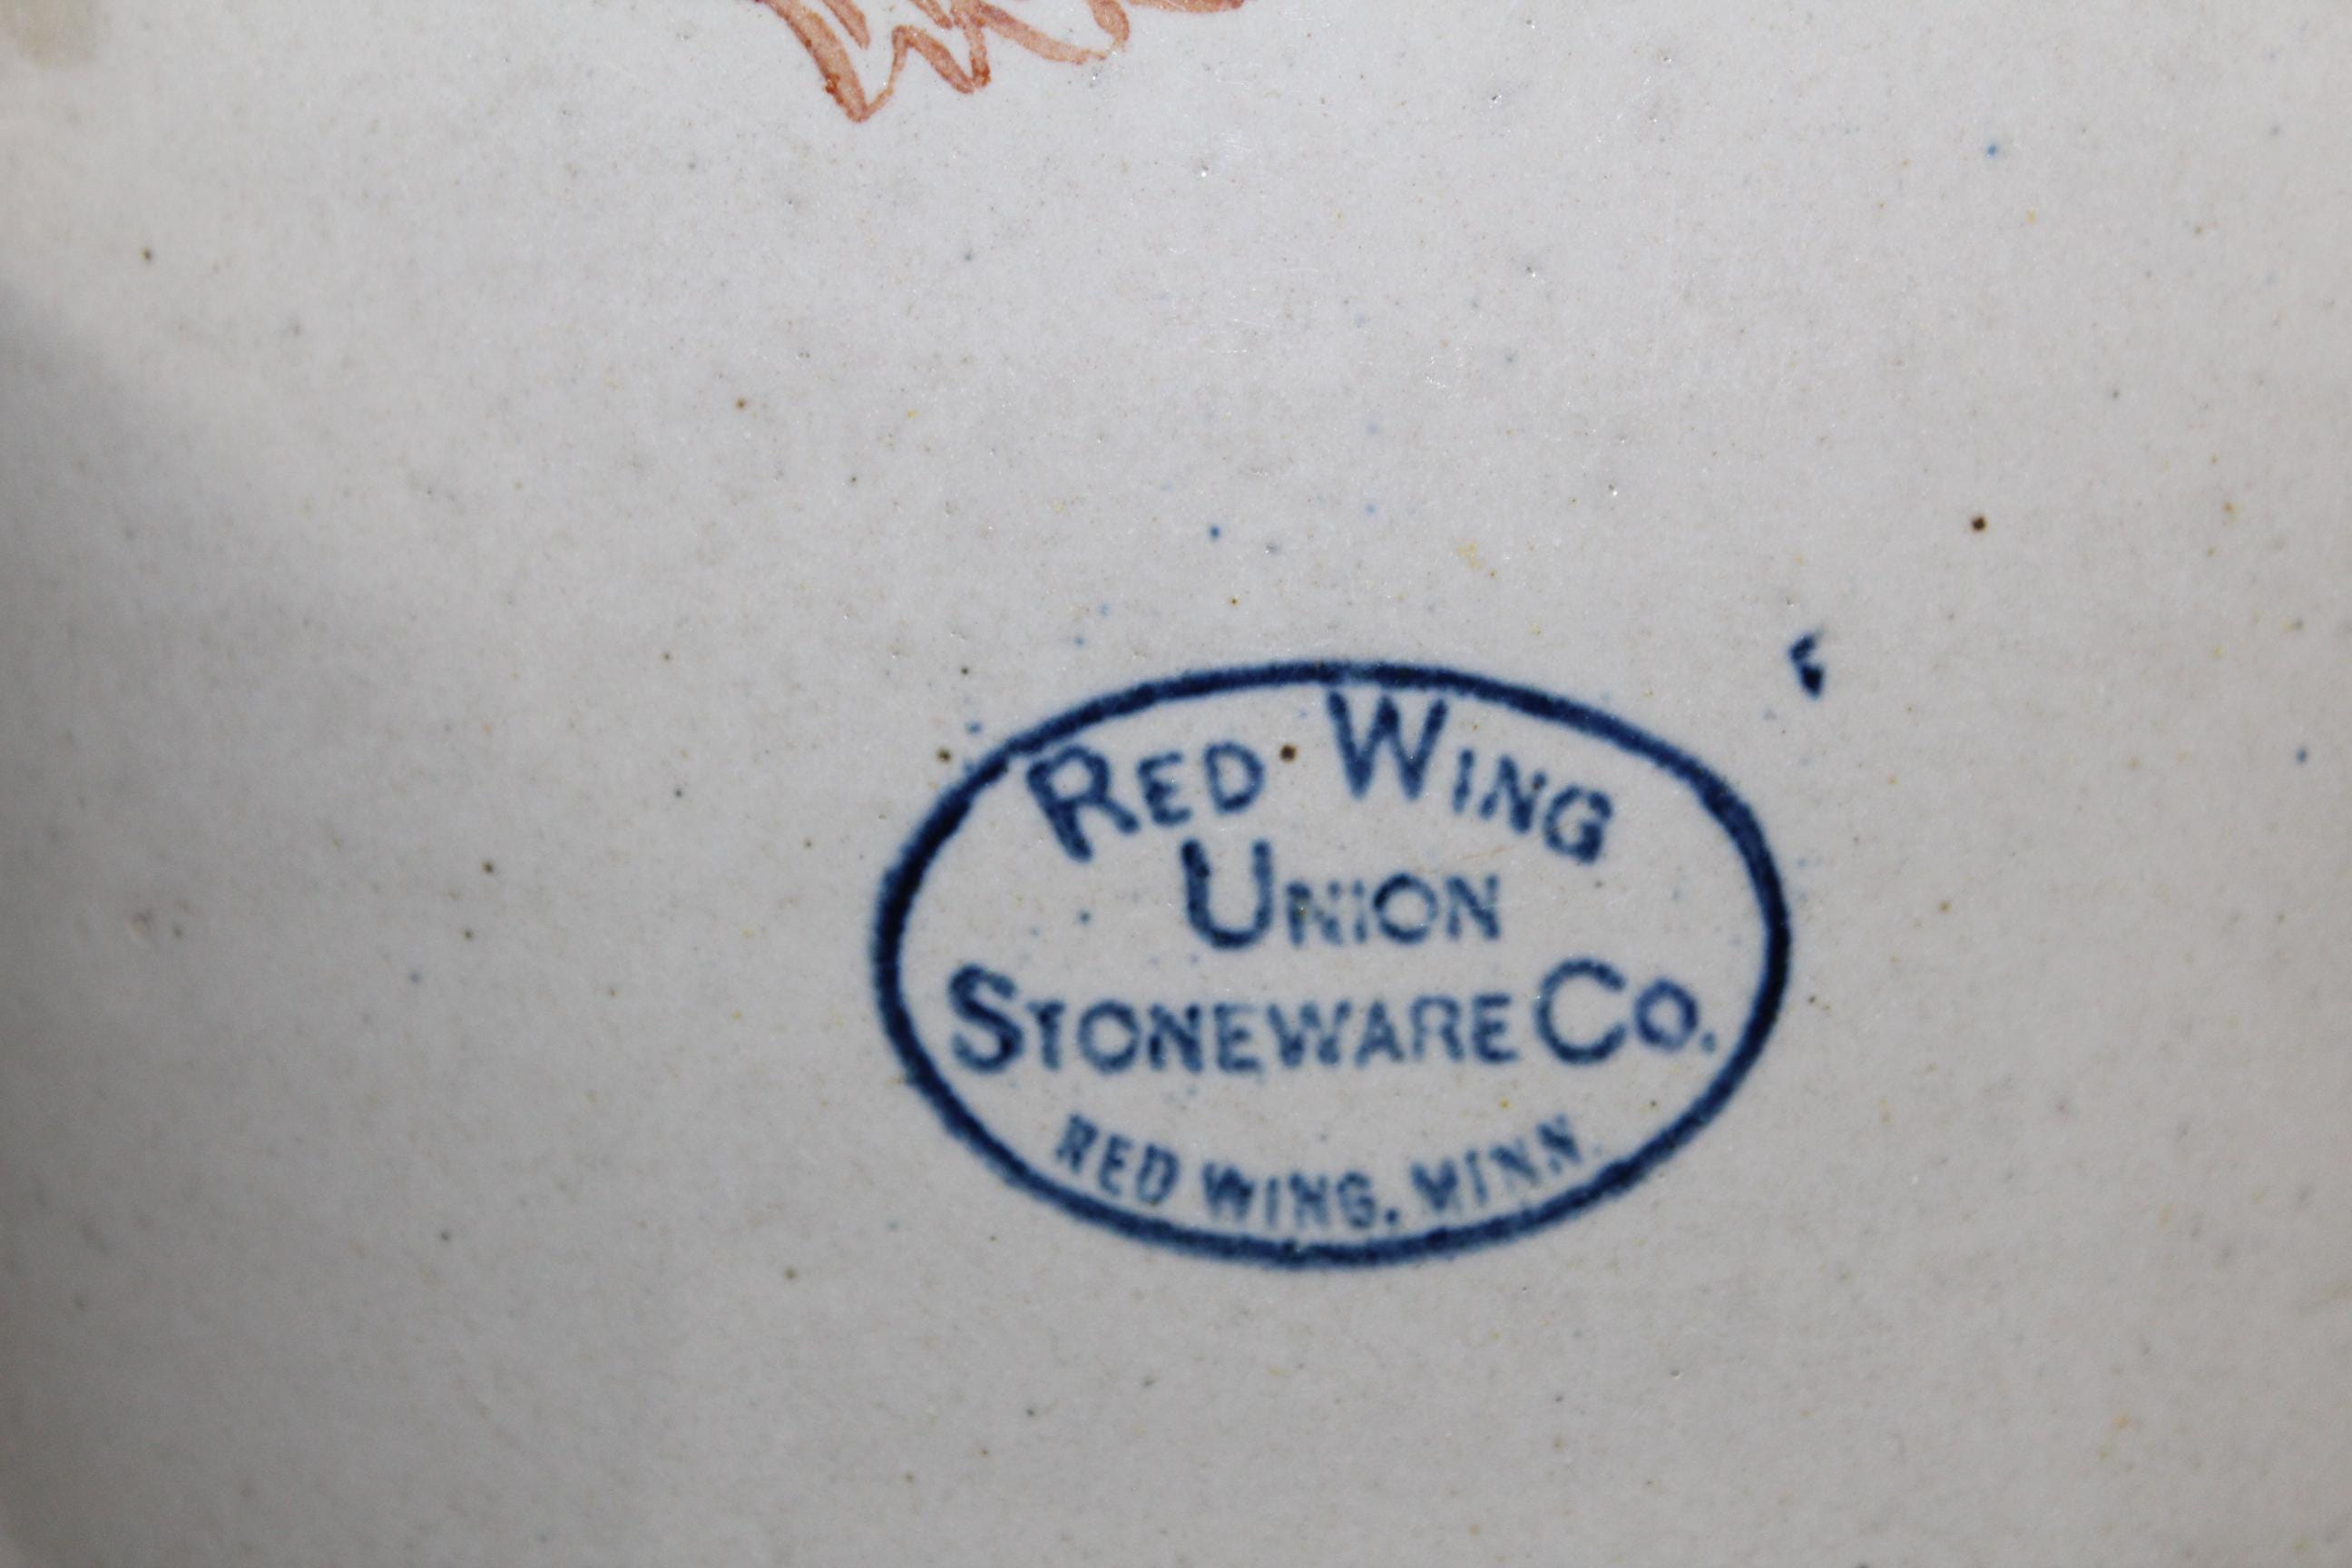 RED WING
UNION
STONEWARE CO.
RED WING, MINN.